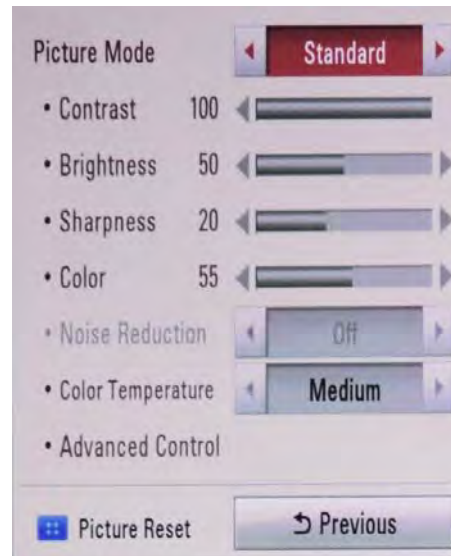 Picture Mode Standard
• Contrast 100
• Brightness 50
• Sharpness 20
• Color 55
• Noise Reduction Off
• Color Temperature Medium
• Advanced Control
Picture Reset Previous